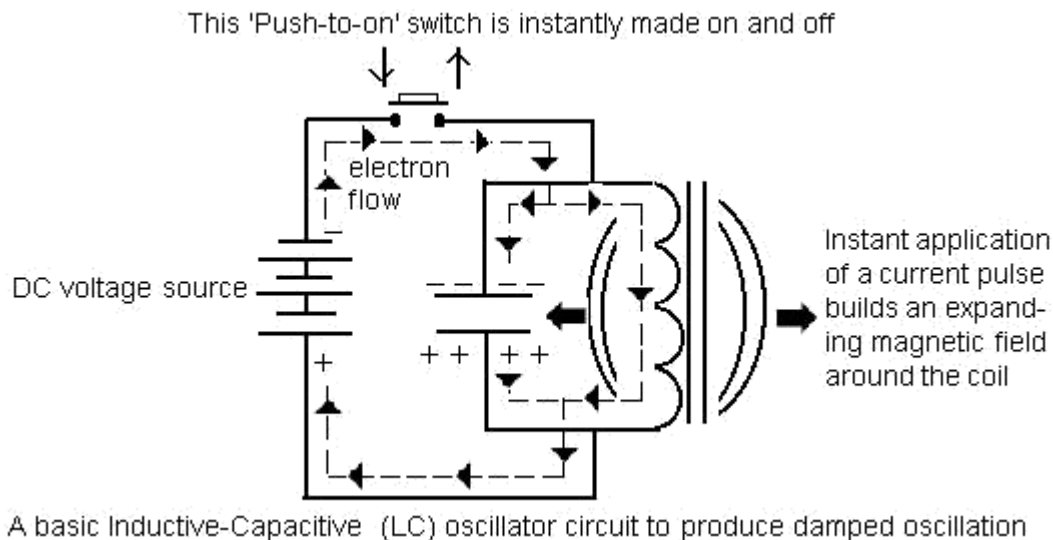 This 'Push-to-on' switch is instantly made on and off
electron
flow
DC voltage source
Instant application
of a current pulse
builds an expand-
ing magnetic field
around the coil
A basic Inductive-Capacitive (LC) oscillator circuit to produce damped oscillation